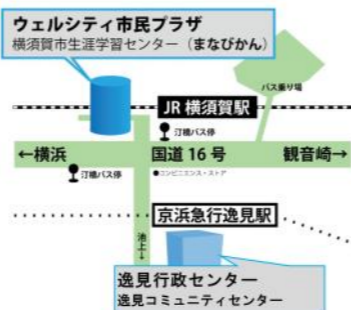 ウェルシティ市民プラザ
横須賀市生涯学習センター（まなびかん）
バス乗り場
JR 横須賀駅
汀橋バス停
←横浜
国道 16 号
観音崎→
汀橋バス停
●コンビニエンス・ストア
京浜急行逸見駅
池上→
逸見行政センター
逸見コミュニティセンター